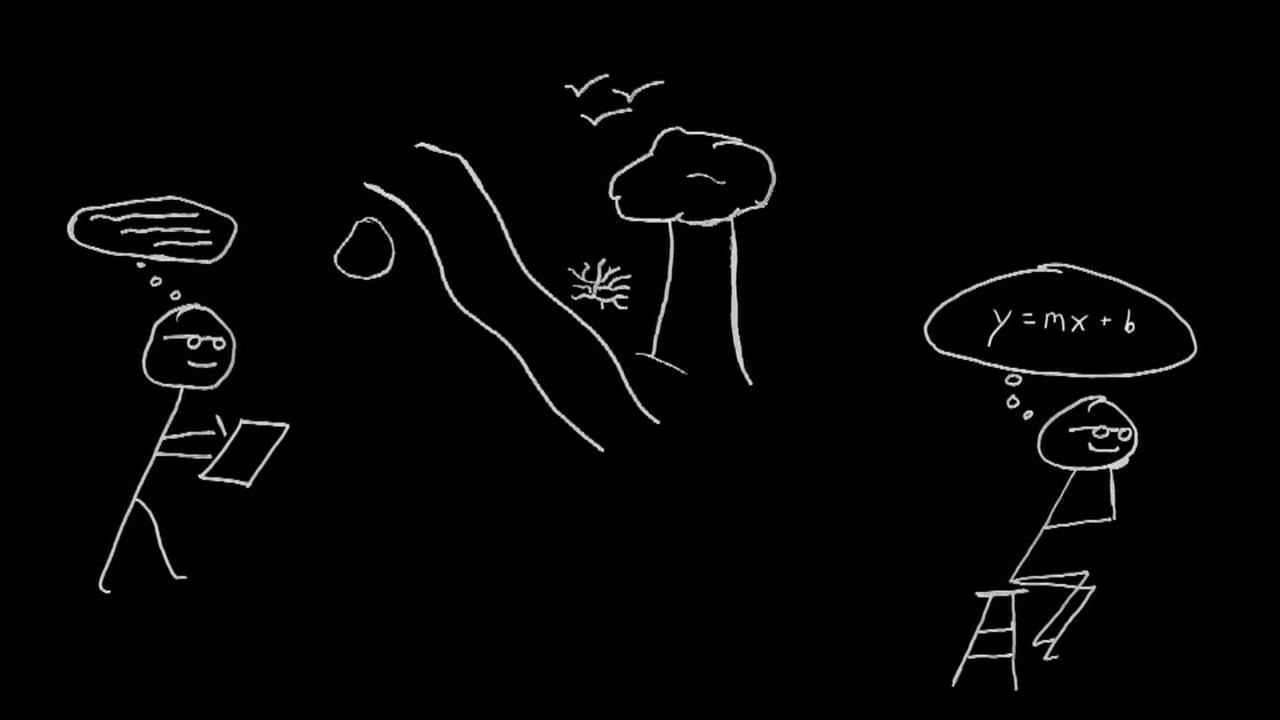 y = mx + b